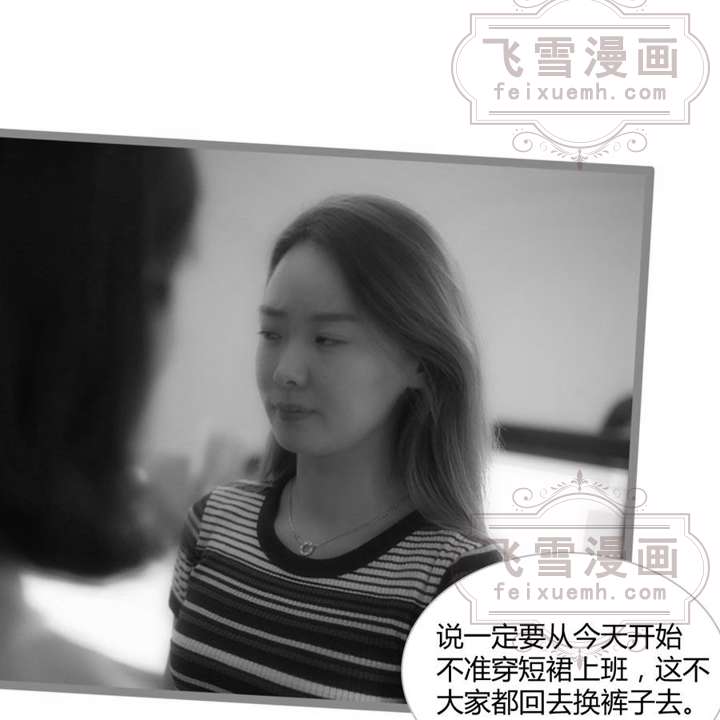 飞雪漫画
feixuemh.com
飞雪漫画
feixuemh.com
说一定要从今天开始
不准穿短裙上班，这不
大家都回去换裤子去。